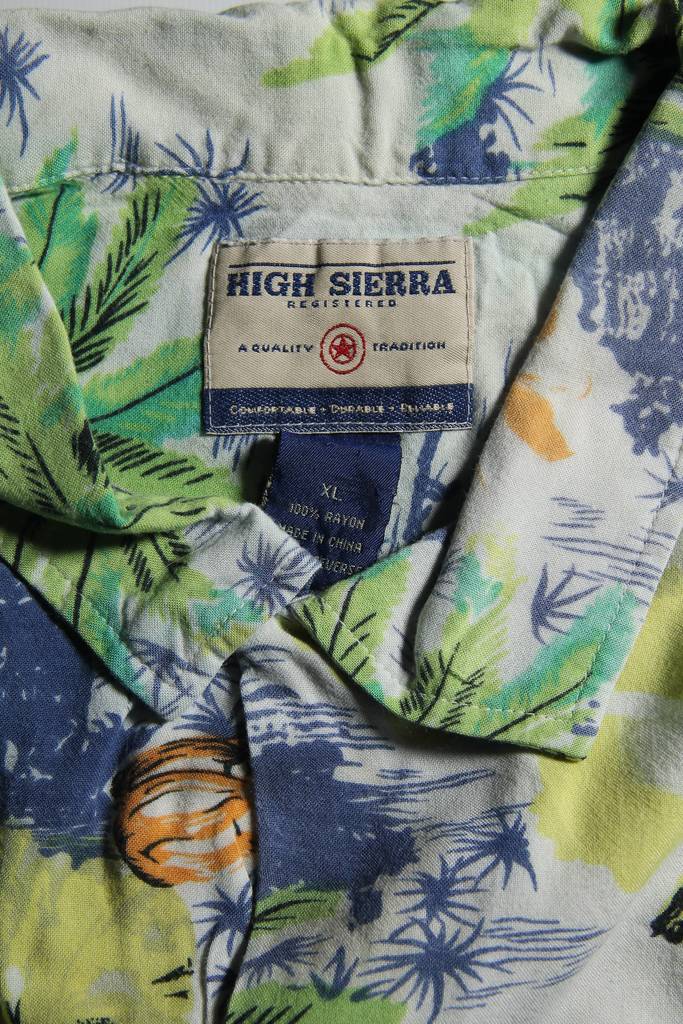 HIGH SIERRA
REGISTERED
A QUALITY TRADITION
COMFORTABLE • DURABLE • RELIABLE
XL
100% RAYON
MADE IN CHINA